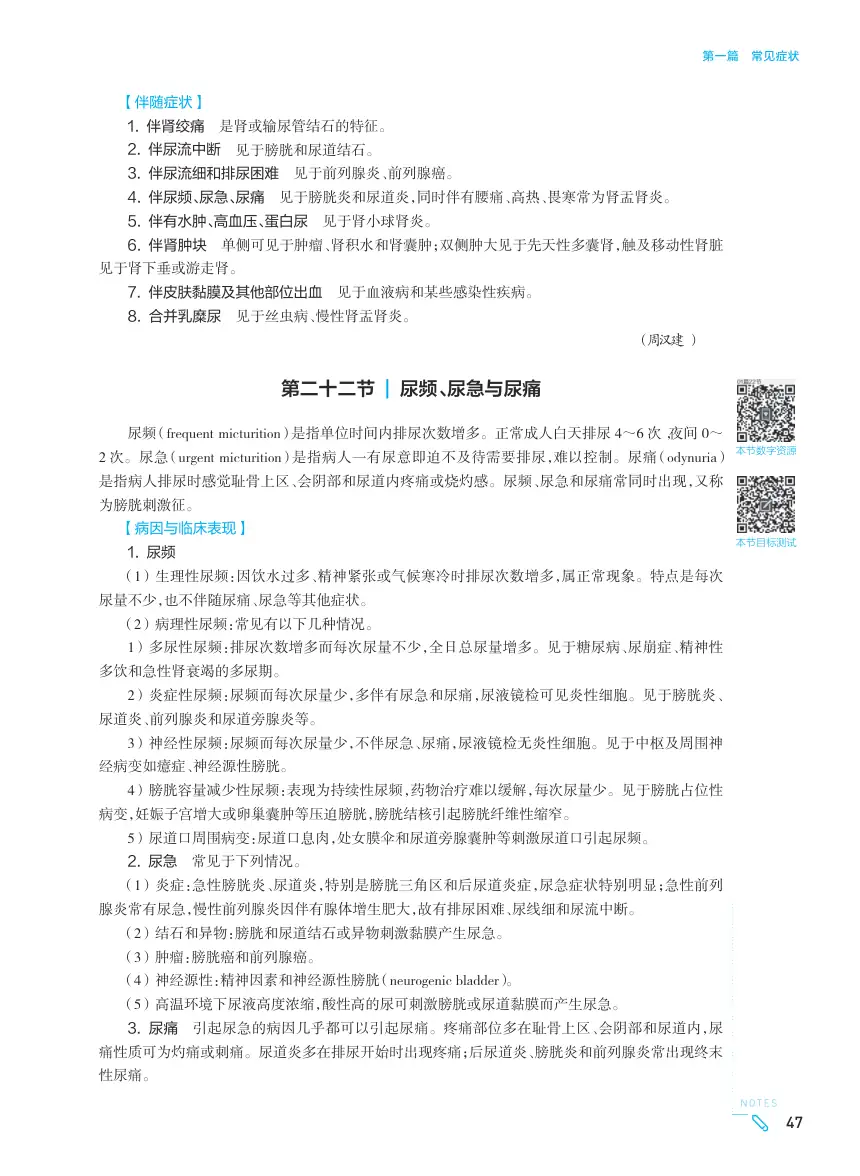 第一篇 常见症状
【伴随症状】
1. 伴肾绞痛 是肾或输尿管结石的特征。
2. 伴尿流中断 见于膀胱和尿道结石。
3. 伴尿流细和排尿困难 见于前列腺炎、前列腺癌。
4. 伴尿频、尿急、尿痛 见于膀胱炎和尿道炎,同时伴有腰痛、高热、畏寒常为肾盂肾炎。
5. 伴有水肿、高血压、蛋白尿 见于肾小球肾炎。
6. 伴肾肿块 单侧可见于肿瘤、肾积水和肾囊肿;双侧肿大见于先天性多囊肾,触及移动性肾脏
见于肾下垂或游走肾。
7. 伴皮肤黏膜及其他部位出血 见于血液病和某些感染性疾病。
8. 合并乳糜尿 见于丝虫病、慢性肾盂肾炎。
(周汉建)
第二十二节 | 尿频、尿急与尿痛
本节数字资源
尿频(frequent micturition)是指单位时间内排尿次数增多。正常成人白天排尿 4～6 次,夜间 0～
2 次。尿急(urgent micturition)是指病人一有尿意即迫不及待需要排尿,难以控制。尿痛(odynuria)
是指病人排尿时感觉耻骨上区、会阴部和尿道内疼痛或烧灼感。尿频、尿急和尿痛常同时出现,又称
为膀胱刺激征。
本节目标测试
【病因与临床表现】
1. 尿频
(1)生理性尿频:因饮水过多、精神紧张或气候寒冷时排尿次数增多,属正常现象。特点是每次
尿量不少,也不伴随尿痛、尿急等其他症状。
(2)病理性尿频:常见有以下几种情况。
1)多尿性尿频:排尿次数增多而每次尿量不少,全日总尿量增多。见于糖尿病、尿崩症、精神性
多饮和急性肾衰竭的多尿期。
2)炎症性尿频:尿频而每次尿量少,多伴有尿急和尿痛,尿液镜检可见炎性细胞。见于膀胱炎、
尿道炎、前列腺炎和尿道旁腺炎等。
3)神经性尿频:尿频而每次尿量少,不伴尿急、尿痛,尿液镜检无炎性细胞。见于中枢及周围神
经病变如癔症、神经源性膀胱。
4)膀胱容量减少性尿频:表现为持续性尿频,药物治疗难以缓解,每次尿量少。见于膀胱占位性
病变,妊娠子宫增大或卵巢囊肿等压迫膀胱,膀胱结核引起膀胱纤维性缩窄。
5)尿道口周围病变:尿道口息肉,处女膜伞和尿道旁腺囊肿等刺激尿道口引起尿频。
2. 尿急 常见于下列情况。
(1)炎症:急性膀胱炎、尿道炎,特别是膀胱三角区和后尿道炎症,尿急症状特别明显;急性前列
腺炎常有尿急,慢性前列腺炎因伴有腺体增生肥大,故有排尿困难、尿线细和尿流中断。
(2)结石和异物:膀胱和尿道结石或异物刺激黏膜产生尿急。
(3)肿瘤:膀胱癌和前列腺癌。
(4)神经源性:精神因素和神经源性膀胱(neurogenic bladder)。
(5)高温环境下尿液高度浓缩,酸性高的尿可刺激膀胱或尿道黏膜而产生尿急。
3. 尿痛 引起尿急的病因几乎都可以引起尿痛。疼痛部位多在耻骨上区、会阴部和尿道内,尿
痛性质可为灼痛或刺痛。尿道炎多在排尿开始时出现疼痛;后尿道炎、膀胱炎和前列腺炎常出现终末
性尿痛。
NOTES
47